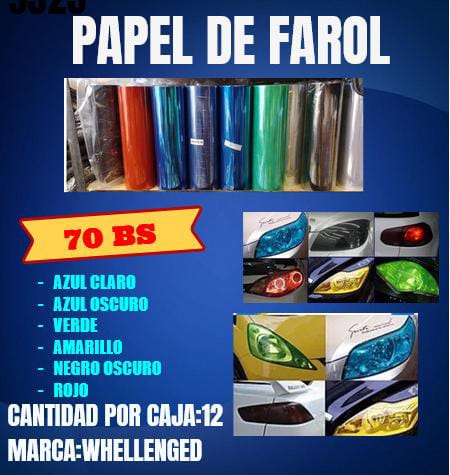 PAPEL DE FAROL
70 BS
- AZUL CLARO
- AZUL OSCURO
- VERDE
- AMARILLO
- NEGRO OSCURO
- ROJO
CANTIDAD POR CAJA:12
MARCA:WHELLENGED